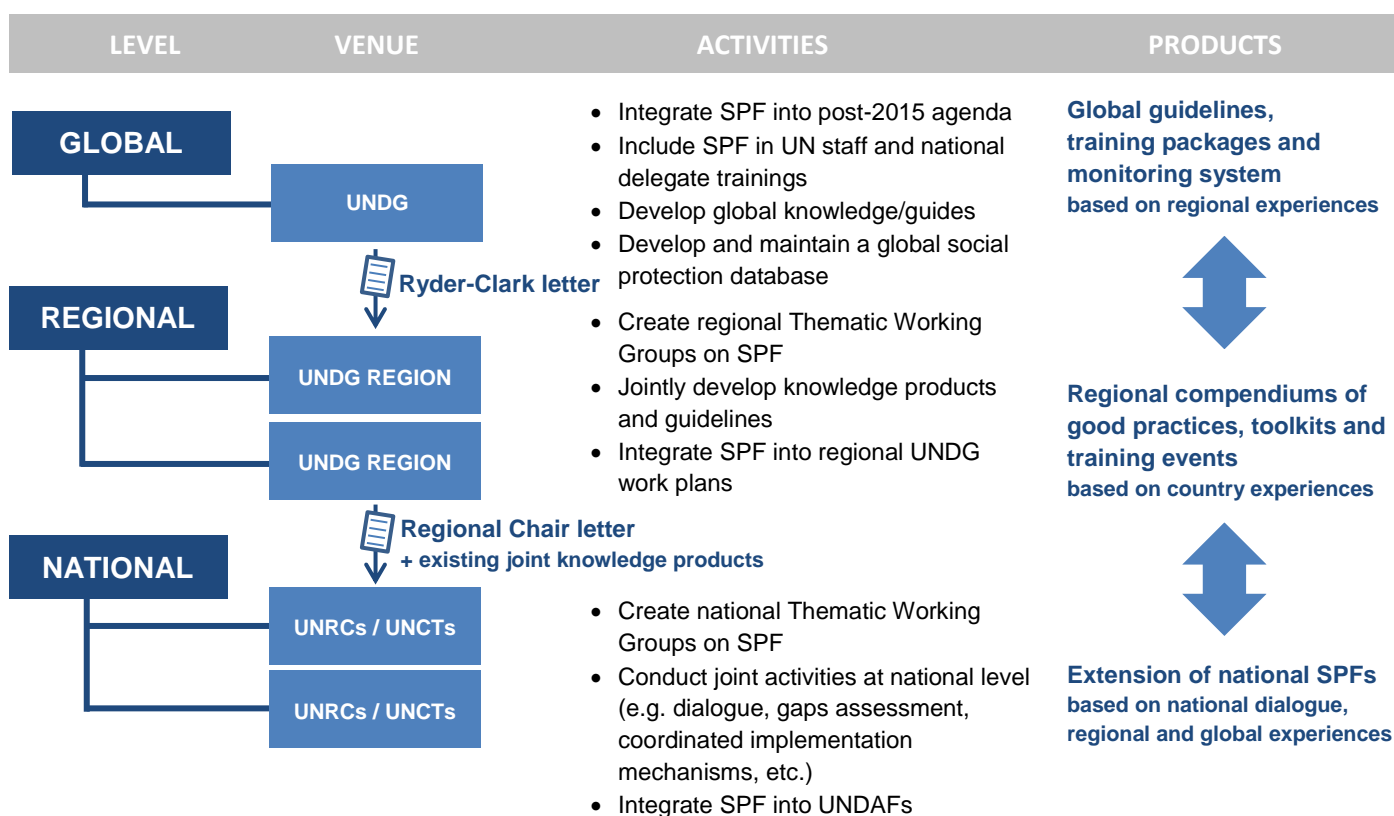 LEVEL VENUE ACTIVITIES PRODUCTS
GLOBAL
UNDG
• Integrate SPF into post-2015 agenda
• Include SPF in UN staff and national
delegate trainings
• Develop global knowledge/guides
• Develop and maintain a global social
protection database
Global guidelines,
training packages and
monitoring system
based on regional experiences
Ryder-Clark letter
REGIONAL
UNDG REGION
UNDG REGION
• Create regional Thematic Working
Groups on SPF
• Jointly develop knowledge products
and guidelines
• Integrate SPF into regional UNDG
work plans
Regional compendiums of
good practices, toolkits and
training events
based on country experiences
Regional Chair letter
+ existing joint knowledge products
NATIONAL
UNRCs / UNCTs
UNRCs / UNCTs
• Create national Thematic Working
Groups on SPF
• Conduct joint activities at national level
(e.g. dialogue, gaps assessment,
coordinated implementation
mechanisms, etc.)
• Integrate SPF into UNDAFs
Extension of national SPFs
based on national dialogue,
regional and global experiences